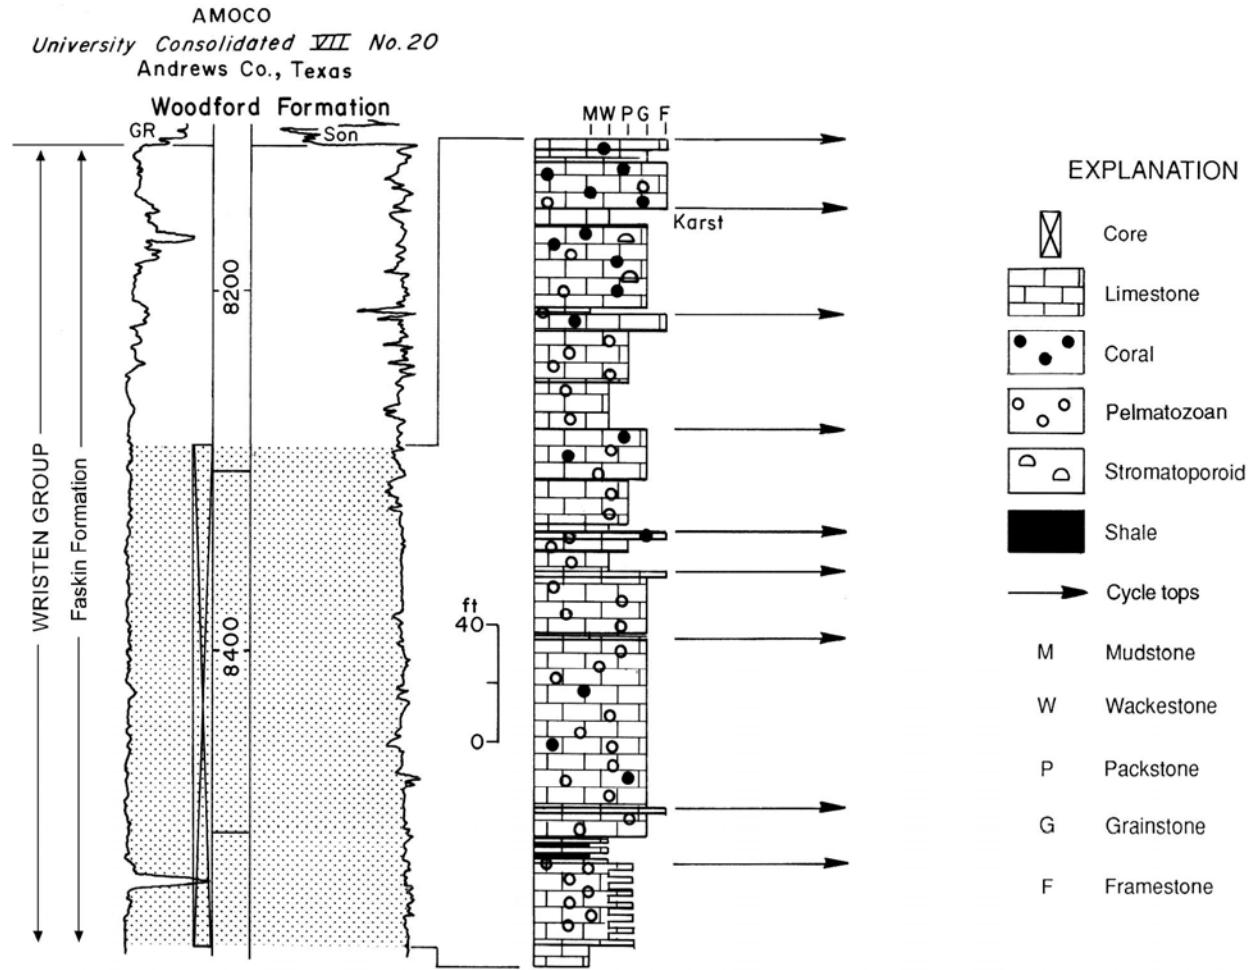 AMOCO
University Consolidated VII No.20
Andrews Co., Texas
Woodford Formation
GR
Son
M W P G F
Karst
8200
8400
WRISTEN GROUP
Faskin Formation
ft
40
0
EXPLANATION
Core
Limestone
Coral
Pelmatozoan
Stromatoporoid
Shale
Cycle tops
M Mudstone
W Wackestone
P Packstone
G Grainstone
F Framestone